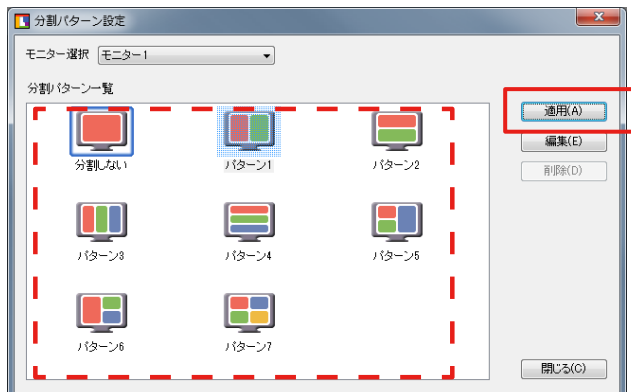 分割パターン設定
モニター選択 モニター1
分割パターン一覧
適用(A)
編集(E)
削除(D)
分割しない パターン1 パターン2
パターン3 パターン4 パターン5
パターン6 パターン7
閉じる(C)